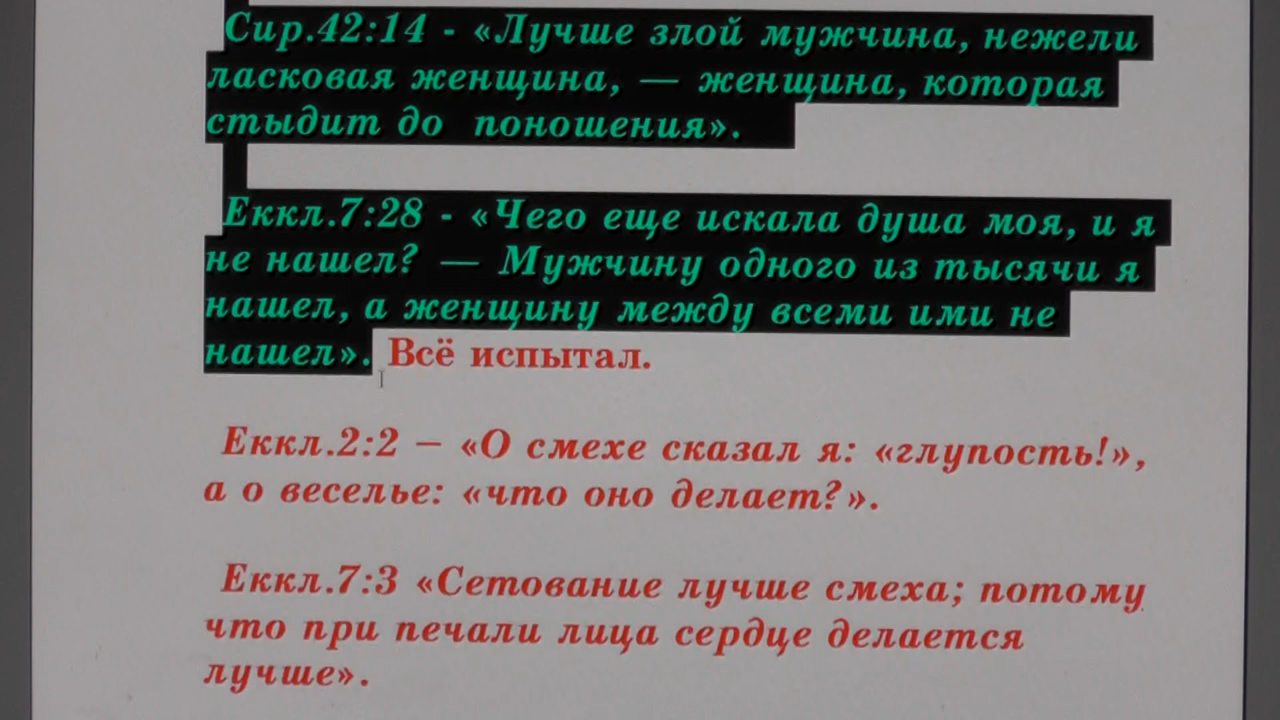 Сир.42:14 - «Лучше злой мужчина, нежели
ласковая женщина, — женщина, которая
стыдит до поношения».
Еккл.7:28 - «Чего еще искала душа моя, и я
не нашел? — Мужчину одного из тысячи я
нашел, а женщину между всеми ими не
нашел». Всё испытал.
Еккл.2:2 – «О смехе сказал я: «глупость!»,
а о веселье: «что оно делает?».
Еккл.7:3 «Сетование лучше смеха; потому
что при печали лица сердце делается
лучше».